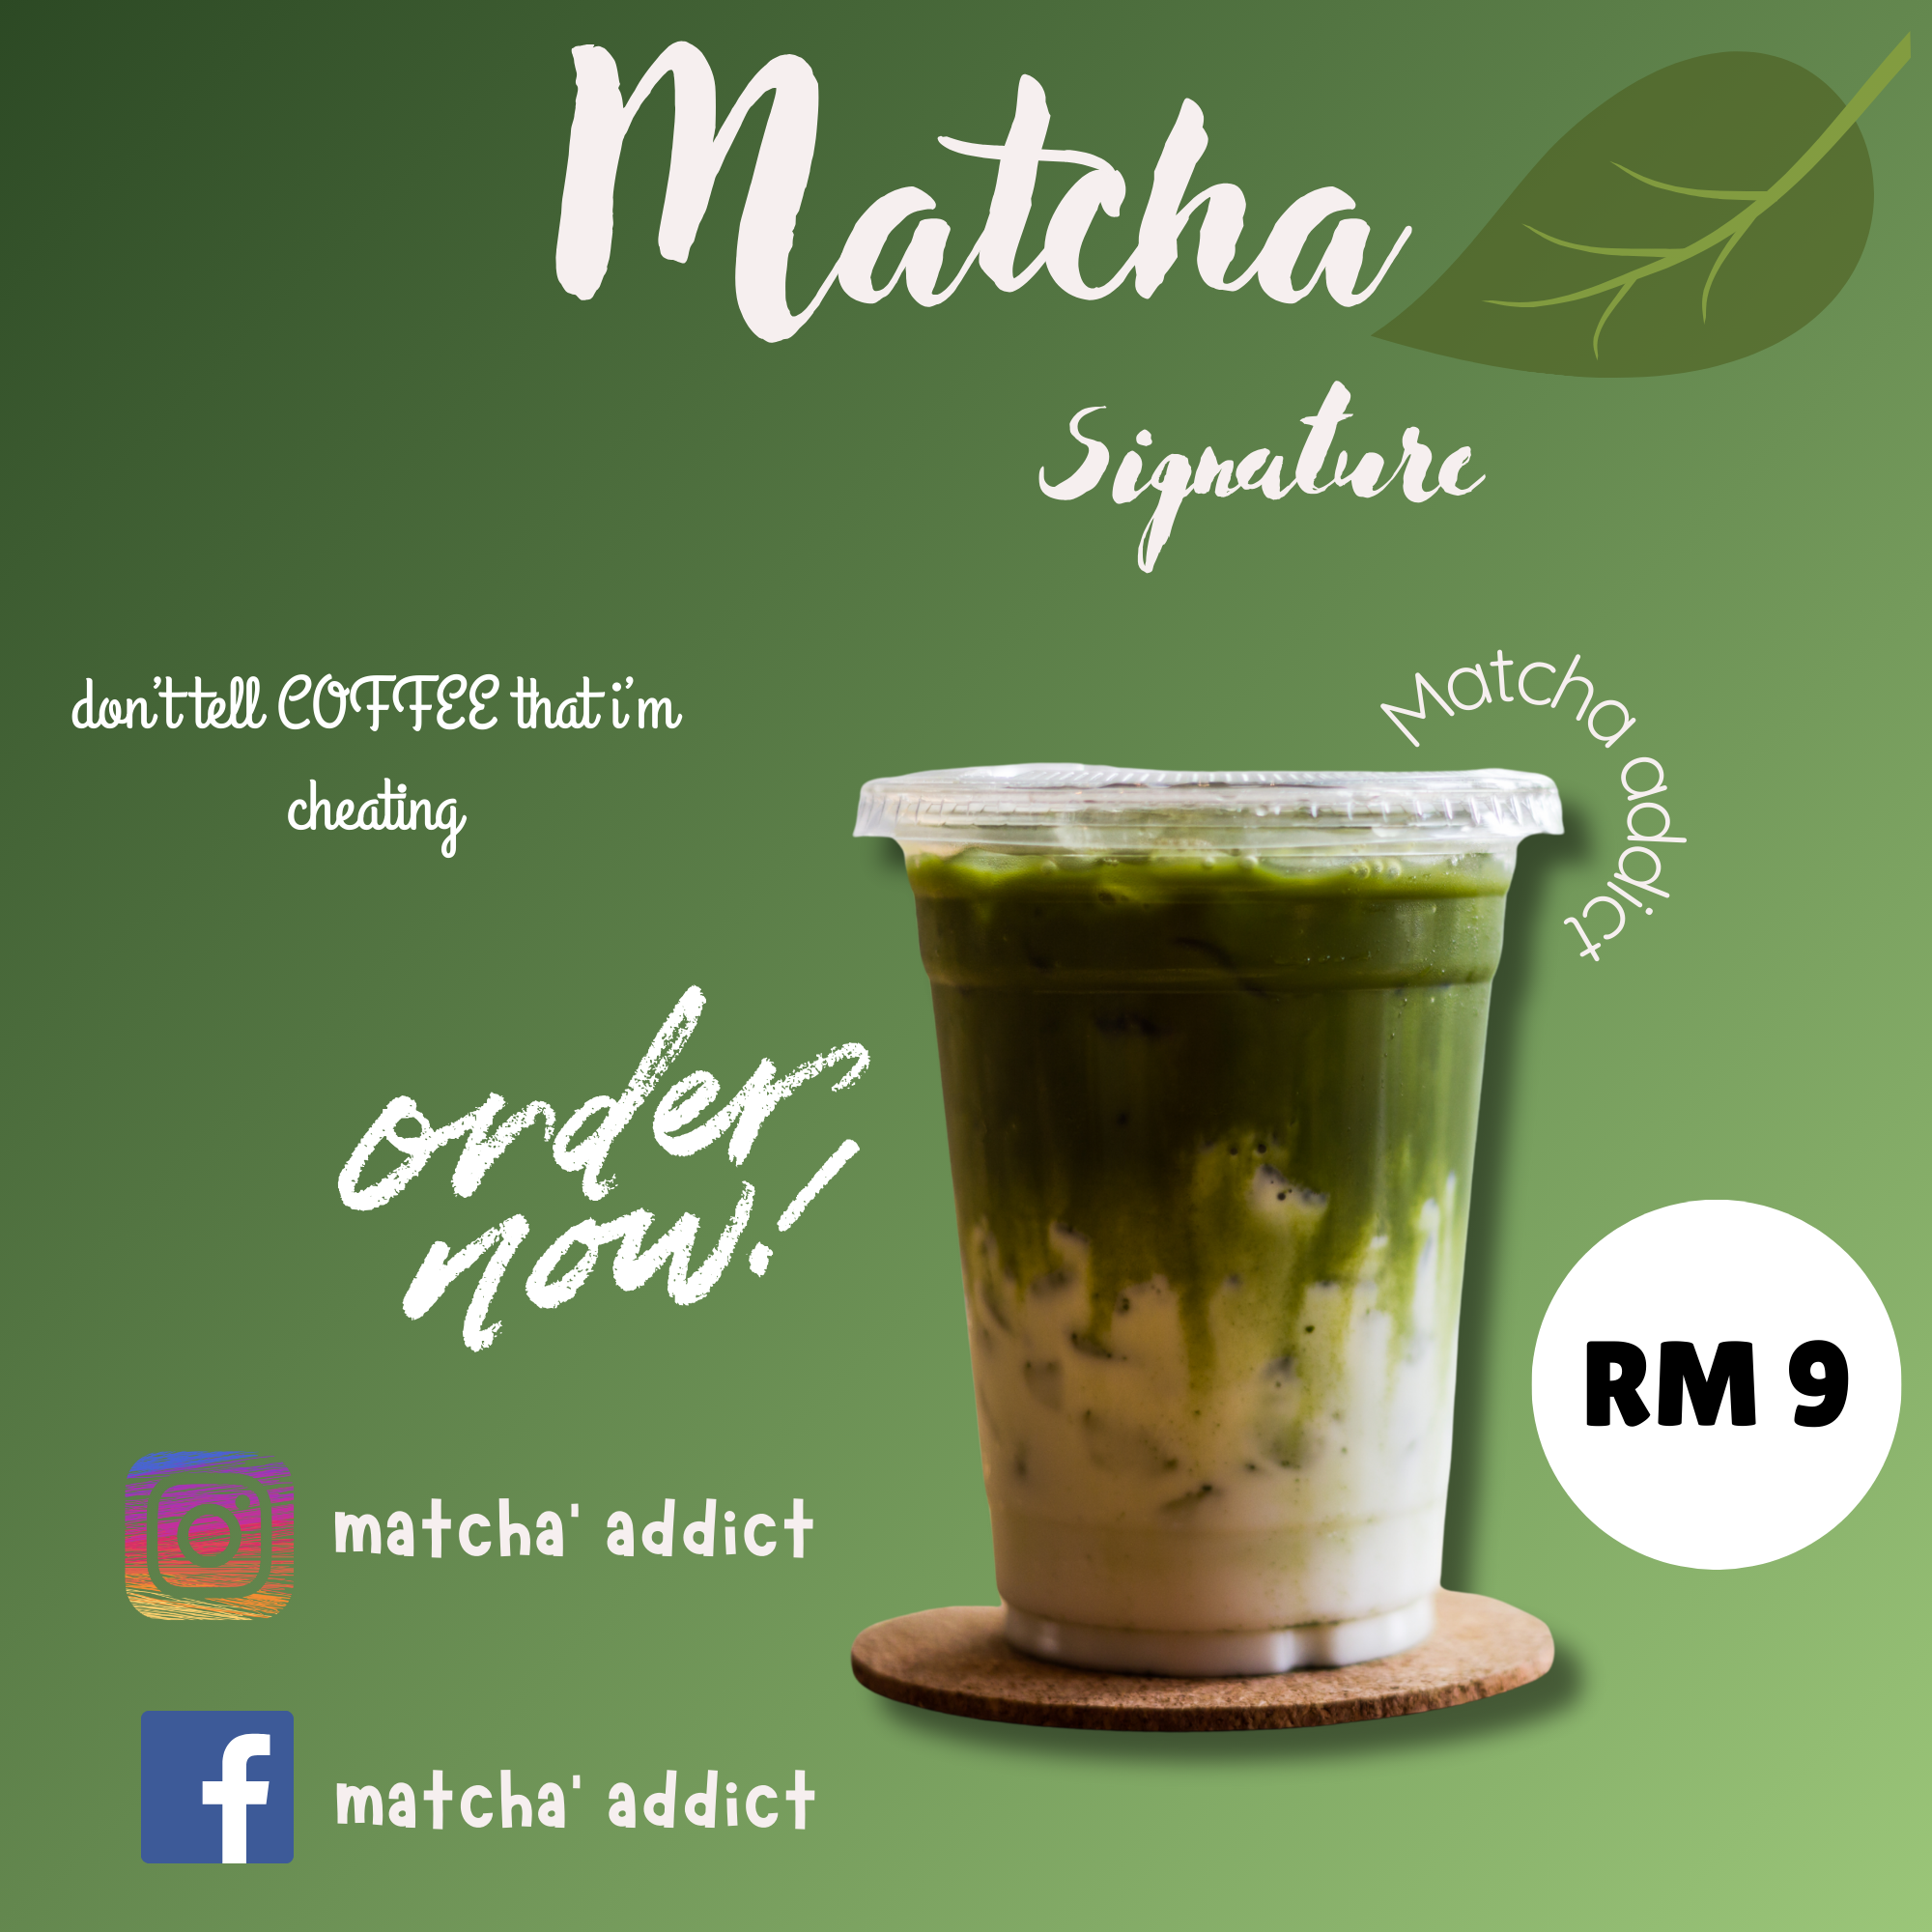 Matcha
Signature
don't tell COFFEE that i'm
cheating
Matcha addict
order
now!
RM 9
matcha' addict
matcha' addict